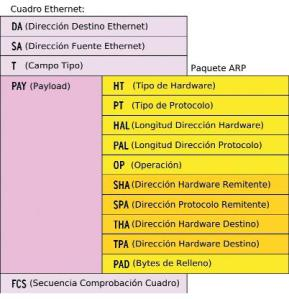 Cuadro Ethernet:
DA (Dirección Destino Ethernet)
SA (Dirección Fuente Ethernet)
T (Campo Tipo)
Paquete ARP
PAY (Payload)
HT (Tipo de Hardware)
PT (Tipo de Protocolo)
HAL (Longitud Dirección Hardware)
PAL (Longitud Dirección Protocolo)
OP (Operación)
SHA (Dirección Hardware Remitente)
SPA (Dirección Protocolo Remitente)
THA (Dirección Hardware Destino)
TPA (Dirección Hardware Destino)
PAD (Bytes de Relleno)
FCS (Secuencia Comprobación Cuadro)